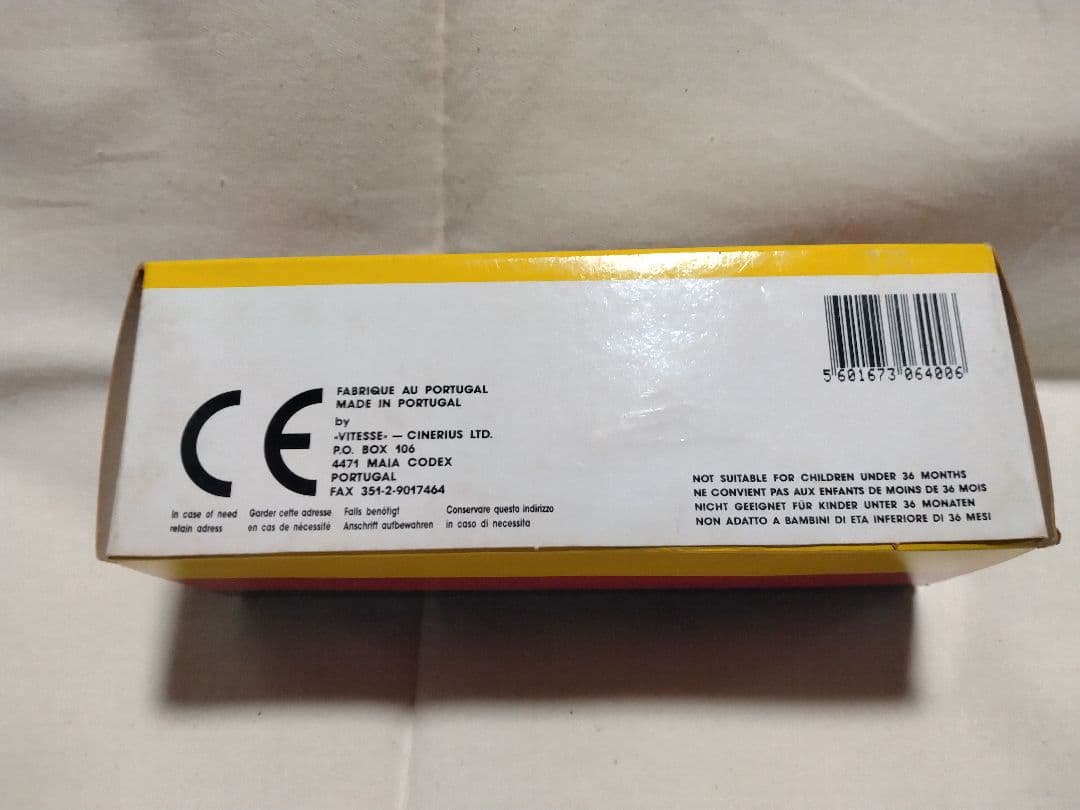 CE
FABRIQUE AU PORTUGAL
MADE IN PORTUGAL
by
«VITESSE» — CINERIUS LTD.
P.O. BOX 106
4471 MAIA CODEX
PORTUGAL
FAX 351-2-9017464
In case of need
retain adress
Garder cette adresse
en cas de nécessité
Falls benötigt
Anschrift aufbewahren
Conservare questo indirizzo
in caso di necessita
5 601673 064006
NOT SUITABLE FOR CHILDREN UNDER 36 MONTHS
NE CONVIENT PAS AUX ENFANTS DE MOINS DE 36 MOIS
NICHT GEEIGNET FÜR KINDER UNTER 36 MONATEN
NON ADATTO A BAMBINI DI ETA INFERIORE DI 36 MESI